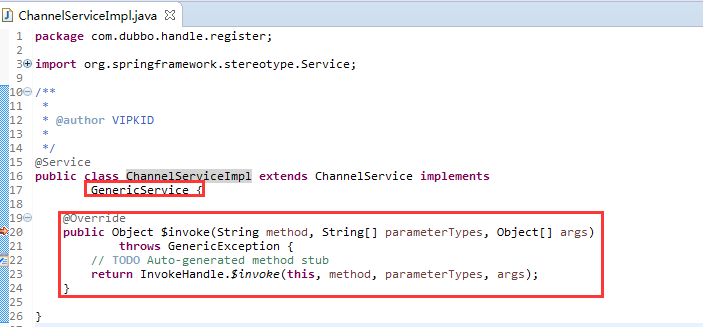 ChannelServiceImpl.java
1 package com.dubbo.handle.register;
2
3 import org.springframework.stereotype.Service;
9
10 /**
11 *
12 * @author VIPKID
13 *
14 */
15 @Service
16 public class ChannelServiceImpl extends ChannelService implements
17 GenericService {
18
19 @Override
20 public Object $invoke(String method, String[] parameterTypes, Object[] args)
21 throws GenericException {
22 // TODO Auto-generated method stub
23 return InvokeHandle.$invoke(this, method, parameterTypes, args);
24 }
25
26 }